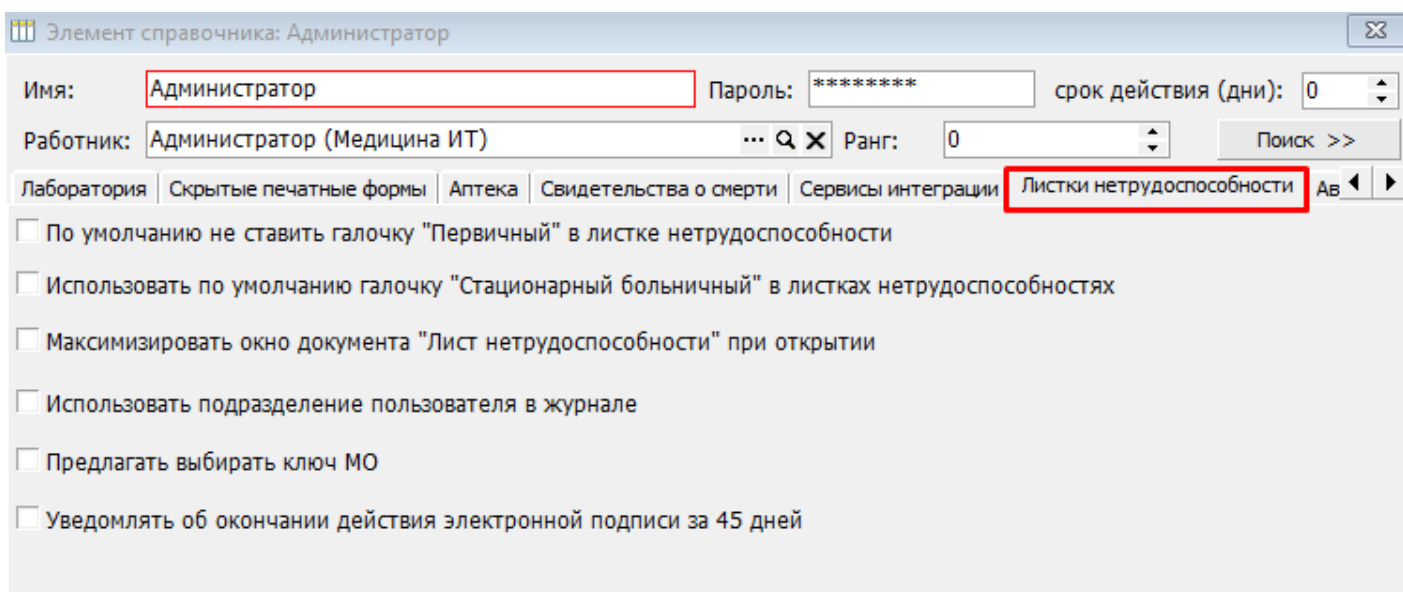 Элемент справочника: Администратор
Имя: Администратор Пароль: ******** срок действия (дни): 0
Работник: Администратор (Медицина ИТ) ... Ранг: 0 Поиск >>
Лаборатория Скрытые печатные формы Аптека Свидетельства о смерти Сервисы интеграции Листки нетрудоспособности Ав
По умолчанию не ставить галочку "Первичный" в листке нетрудоспособности
Использовать по умолчанию галочку "Стационарный больничный" в листках нетрудоспособностях
Максимизировать окно документа "Лист нетрудоспособности" при открытии
Использовать подразделение пользователя в журнале
Предлагать выбирать ключ МО
Уведомлять об окончании действия электронной подписи за 45 дней